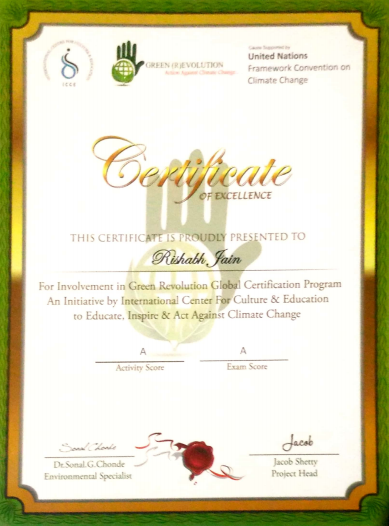 ICCE
GREEN (R)EVOLUTION
Action Against Climate Change
Cause Supported by
United Nations
Framework Convention on
Climate Change
Certificate
OF EXCELLENCE
THIS CERTIFICATE IS PROUDLY PRESENTED TO
Rishabh Jain
For Involvement in Green Revolution Global Certification Program
An Initiative by International Center For Culture & Education
to Educate, Inspire & Act Against Climate Change
A A
Activity Score Exam Score
Sonal Chonde Jacob
Dr.Sonal.G.Chonde Jacob Shetty
Environmental Specialist Project Head